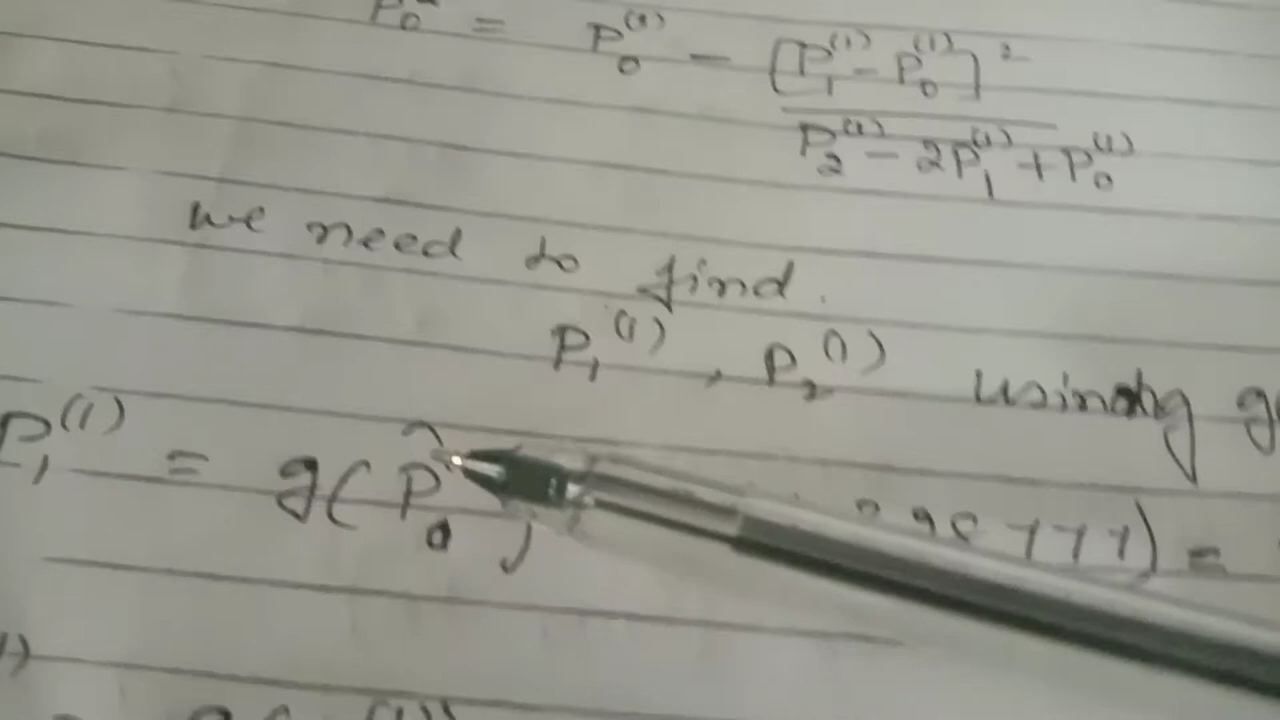 = P₀⁽¹⁾ - [P₁⁽¹⁾ - P₀⁽¹⁾]²
P₂⁽¹⁾ - 2P₁⁽¹⁾ + P₀⁽¹⁾
we need to find.
P₁⁽¹⁾, P₂⁽¹⁾ using
P₁⁽¹⁾ = g(P₀) 777) =